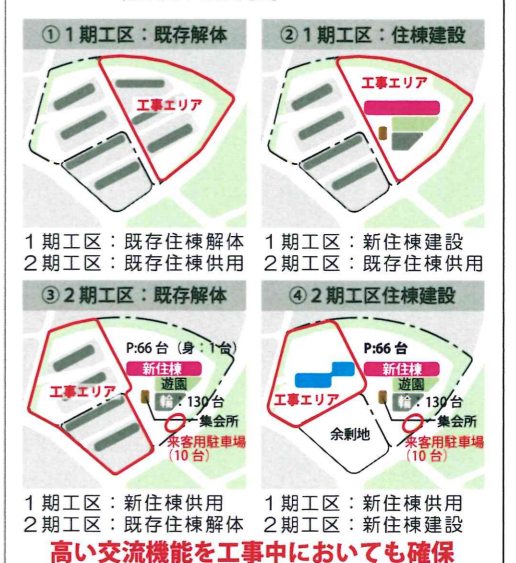 ①1期工区：既存解体
工事エリア
1期工区：既存住棟解体
2期工区：既存住棟供用
②1期工区：住棟建設
工事エリア
1期工区：新住棟建設
2期工区：既存住棟供用
③2期工区：既存解体
P:66台（身：1台）
新住棟
遊園
工事エリア
輪：130台
集会所
来客用駐車場
（10台）
1期工区：新住棟供用
2期工区：既存住棟解体
④2期工区住棟建設
P:66台
新住棟
遊園
工事エリア
輪：130台
集会所
余剰地
来客用駐車場
（10台）
1期工区：新住棟供用
2期工区：新住棟建設
高い交流機能を工事中においても確保